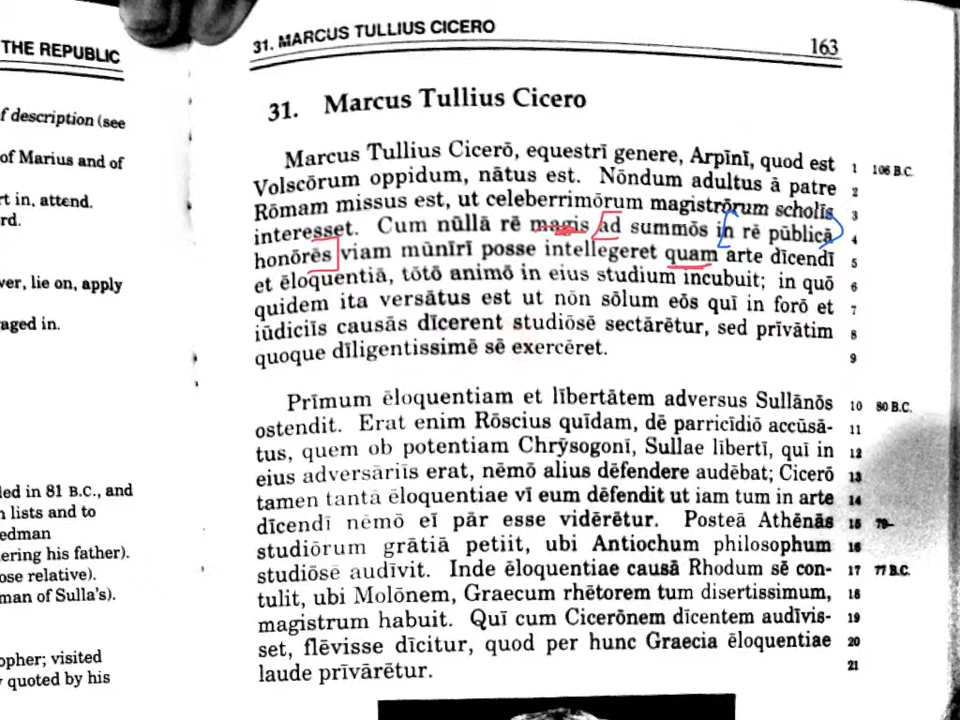 THE REPUBLIC
f description (see
of Marius and of
rt in, attend.
rd.
ver, lie on, apply
aged in.
led in 81 B.C., and
n lists and to
edman
ering his father).
ose relative).
man of Sulla's).
opher; visited
y quoted by his
31. MARCUS TULLIUS CICERO
163
31. Marcus Tullius Cicero
Marcus Tullius Cicerō, equestrī genere, Arpīnī, quod est 1 106 B.C.
Volscōrum oppidum, nātus est. Nōndum adultus ā patre 2
Rōmam missus est, ut celeberrimōrum magistrōrum scholīs 3
interesset. Cum nūllā rē magis ad summōs in rē pūblicā 4
honōrēs viam mūnīrī posse intellegeret quam arte dīcendī 5
et ēloquentiā, tōtō animō in eius studium incubuit; in quō 6
quidem ita versātus est ut nōn sōlum eōs quī in forō et 7
iūdiciīs causās dīcerent studiōsē sectārētur, sed prīvātim 8
quoque dīligentissimē sē exercēret. 9
Prīmum ēloquentiam et lībertātem adversus Sullānōs 10 80 B.C.
ostendit. Erat enim Rōscius quīdam, dē parricīdiō accūsā- 11
tus, quem ob potentiam Chrȳsogonī, Sullae lībertī, quī in 12
eius adversāriīs erat, nēmō alius dēfendere audēbat; Cicerō 13
tamen tantā ēloquentiae vī eum dēfendit ut iam tum in arte 14
dīcendī nēmō eī pār esse vidērētur. Posteā Athēnās 15 79-
studiōrum grātiā petiit, ubi Antiochum philosophum 16
studiōsē audīvit. Inde ēloquentiae causā Rhodum sē con- 17 77 B.C.
tulit, ubi Molōnem, Graecum rhētorem tum disertissimum, 18
magistrum habuit. Quī cum Cicerōnem dīcentem audīvis- 19
set, flēvisse dīcitur, quod per hunc Graecia ēloquentiae 20
laude prīvārētur. 21